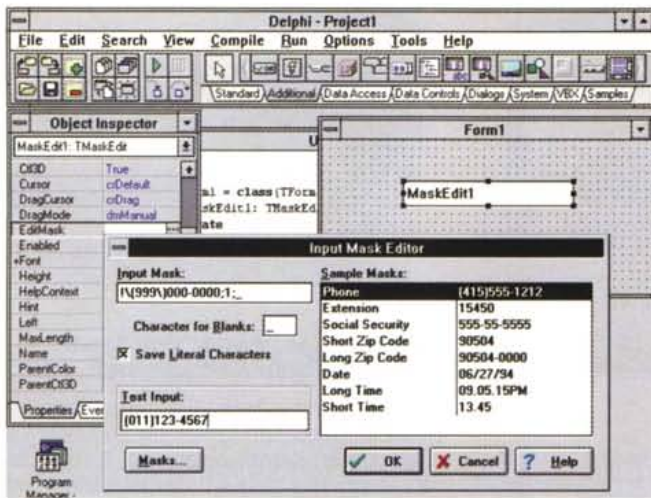 Delphi - Project1
File Edit Search View Compile Run Options Tools Help
Standard Additional Data Access Data Controls Dialogs System VBX Samples
Object Inspector
MaskEdit1: TMaskEdit
Ctl3D True
Cursor crDefault
DragCursor crDrag
DragMode dmManual
EditMask
Enabled
+Font
Height
HelpContext
Hint
Left
MaxLength
Name
ParentColor
ParentCtl3D
Properties
U
= class(TForm
TMaskEd
Form1
MaskEdit1
Input Mask Editor
Input Mask:
!\(999\)000-0000;1;_
Character for Blanks: _
Save Literal Characters
Test Input:
(011)123-4567
Masks...
Sample Masks:
Phone (415)555-1212
Extension 15450
Social Security 555-55-5555
Short Zip Code 90504
Long Zip Code 90504-0000
Date 06/27/94
Long Time 09.05.15PM
Short Time 13.45
OK Cancel ? Help
Program
Manager -